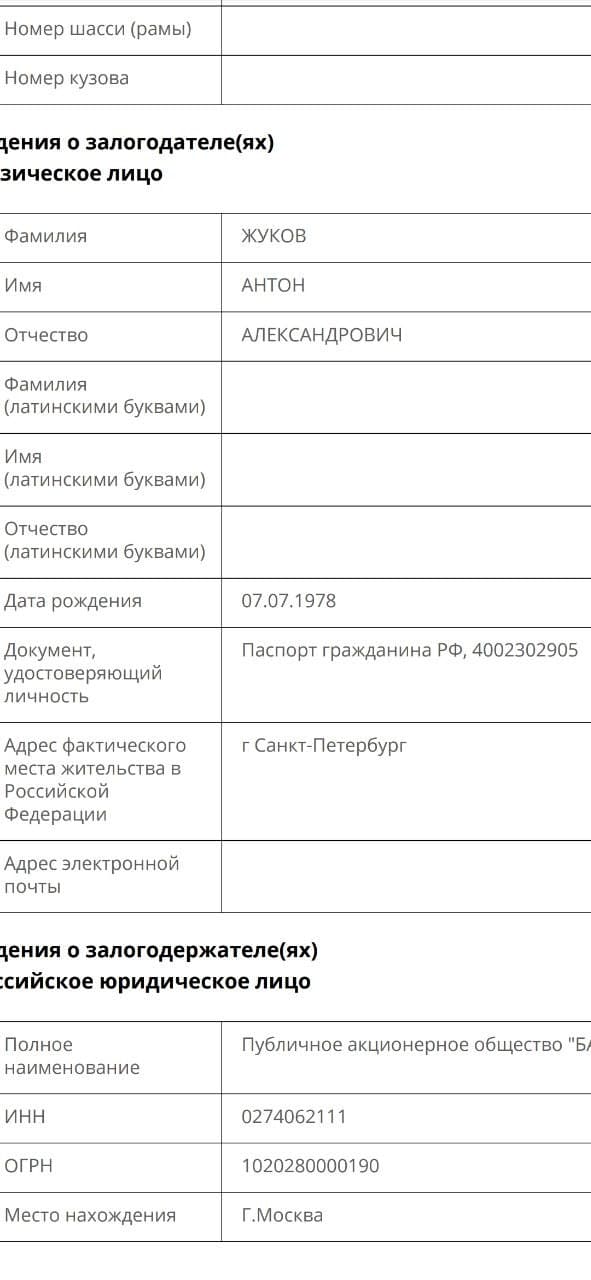 Номер шасси (рамы)
Номер кузова
дения о залогодателе(ях)
зическое лицо
Фамилия ЖУКОВ
Имя АНТОН
Отчество АЛЕКСАНДРОВИЧ
Фамилия
(латинскими буквами)
Имя
(латинскими буквами)
Отчество
(латинскими буквами)
Дата рождения 07.07.1978
Документ, Паспорт гражданина РФ, 4002302905
удостоверяющий
личность
Адрес фактического г Санкт-Петербург
места жительства в
Российской
Федерации
Адрес электронной
почты
дения о залогодержателе(ях)
ссийское юридическое лицо
Полное Публичное акционерное общество "БА
наименование
ИНН 0274062111
ОГРН 1020280000190
Место нахождения Г.Москва